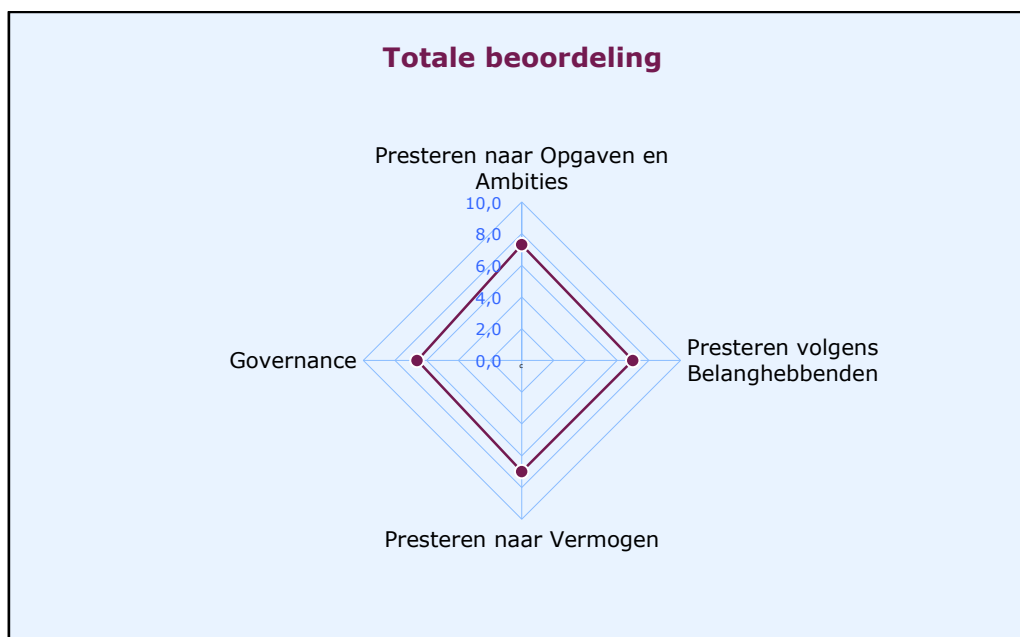 Totale beoordeling
Presteren naar Opgaven en
Ambities
10,0
8,0
6,0
4,0
2,0
0,0
c
Governance
Presteren volgens
Belanghebbenden
Presteren naar Vermogen